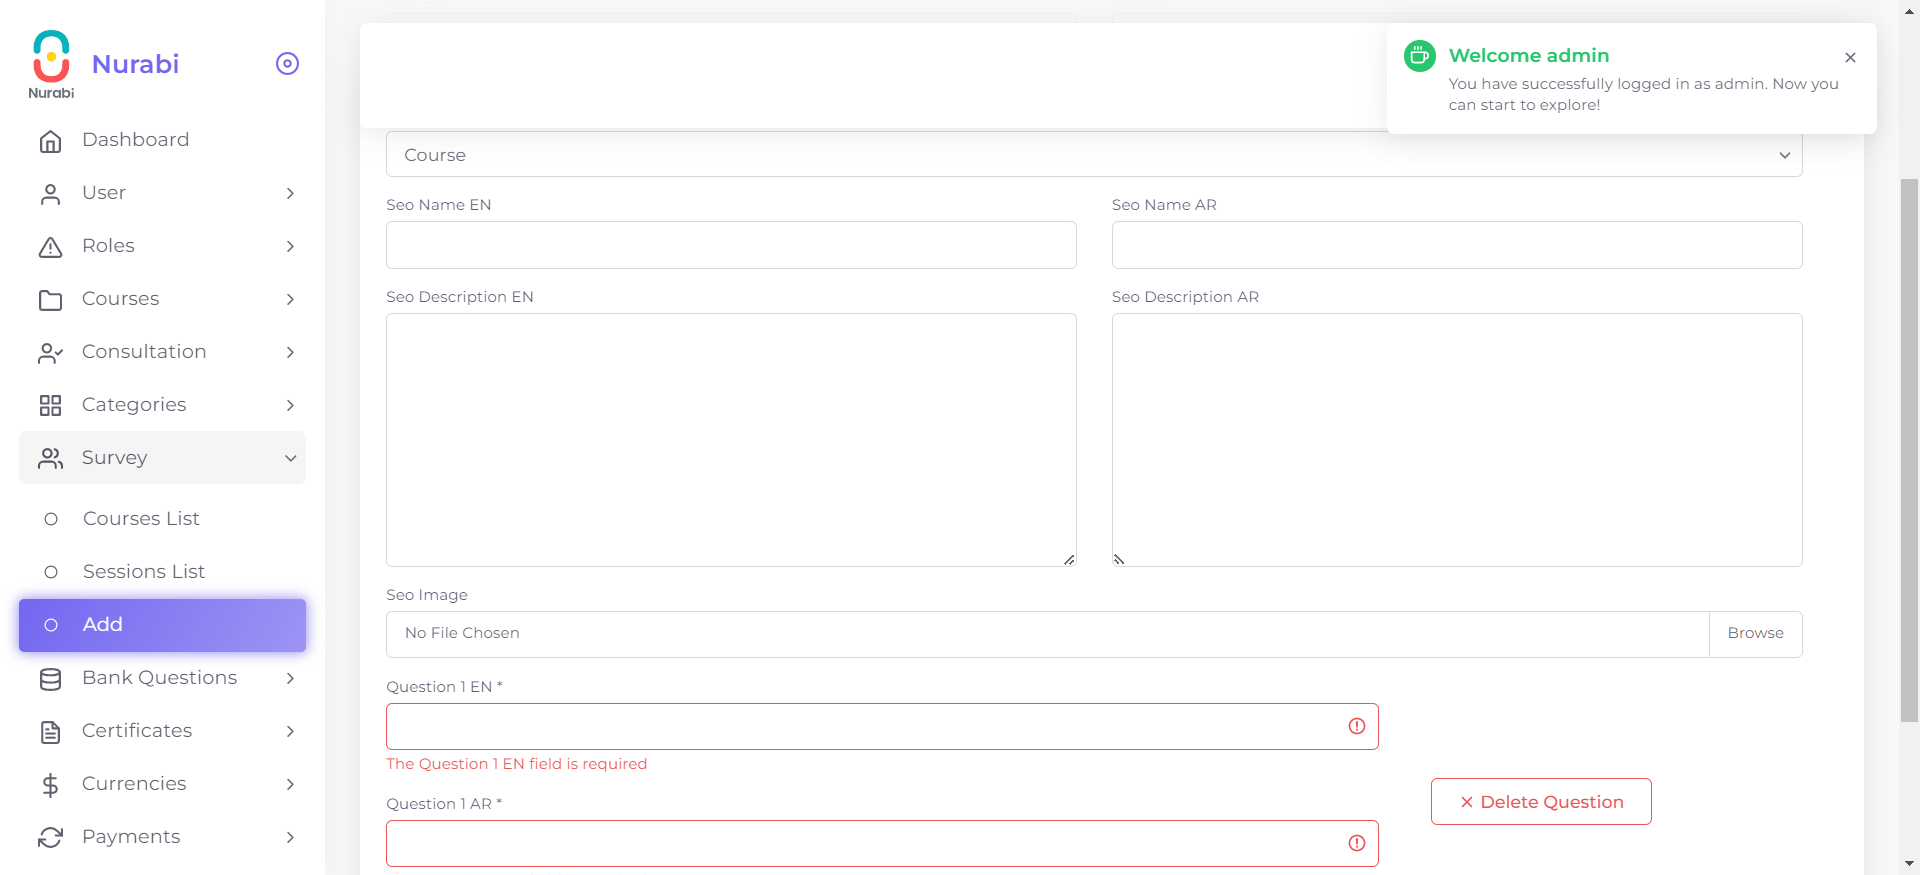 Nurabi
Nurabi
Dashboard
User
Roles
Courses
Consultation
Categories
Survey
Courses List
Sessions List
Add
Bank Questions
Certificates
Currencies
Payments
Welcome admin
You have successfully logged in as admin. Now you
can start to explore!
Course
Seo Name EN
Seo Name AR
Seo Description EN
Seo Description AR
Seo Image
No File Chosen
Browse
Question 1 EN *
The Question 1 EN field is required
Question 1 AR *
Delete Question